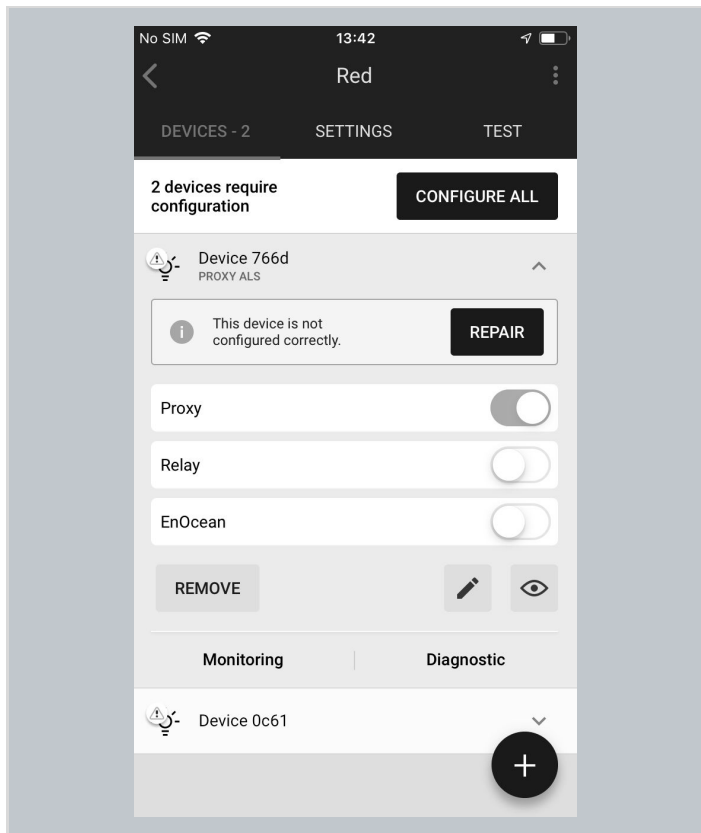 No SIM 13:42
Red
DEVICES - 2 SETTINGS TEST
2 devices require
configuration
CONFIGURE ALL
Device 766d
PROXY ALS
This device is not
configured correctly.
REPAIR
Proxy
Relay
EnOcean
REMOVE
Monitoring Diagnostic
Device 0c61